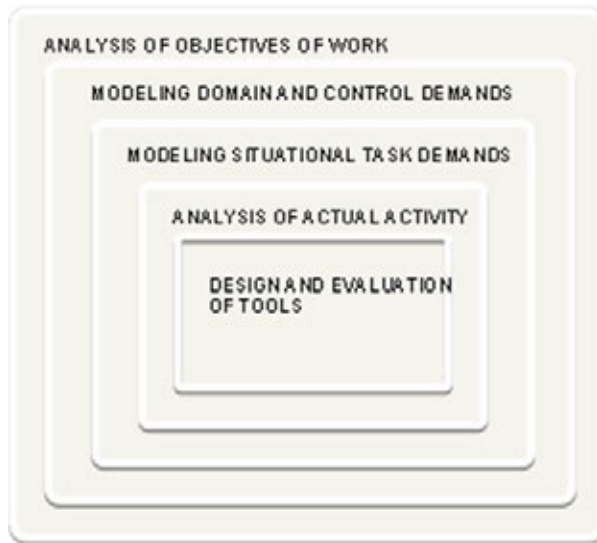 ANALYSIS OF OBJECTIVES OF WORK
MODELING DOMAIN AND CONTROL DEMANDS
MODELING SITUATIONAL TASK DEMANDS
ANALYSIS OF ACTUAL ACTIVITY
DESIGN AND EVALUATION
OF TOOLS